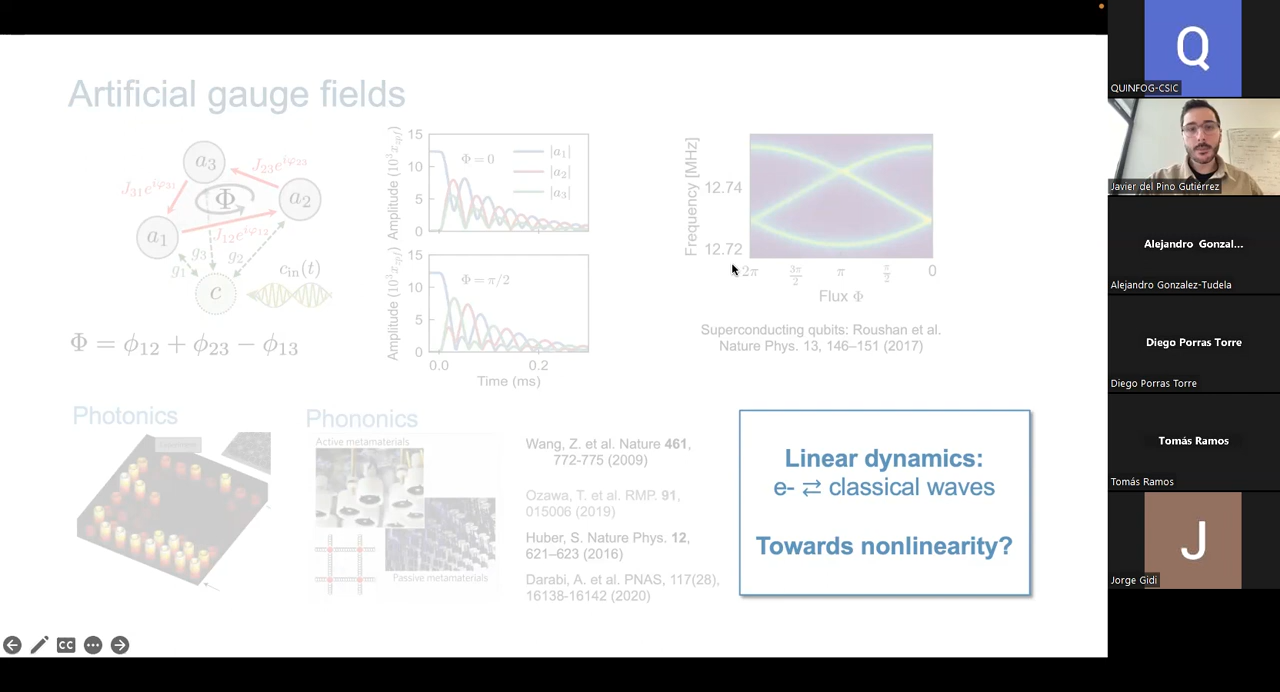 Artificial gauge fields
a₃
J₂₃e^{iφ₂₃}
J₃₁e^{iφ₃₁}
Φ
a₂
a₁
J₁₂e^{iφ₁₂}
g₃
g₁
g₂
c_in(t)
c
Φ = ϕ₁₂ + ϕ₂₃ − ϕ₁₃
Amplitude (10³x_zpf)
15
10
5
0
Φ = 0
|a₁|
|a₂|
|a₃|
Amplitude (10³x_zpf)
15
10
5
0
Φ = π/2
0.0
0.2
Time (ms)
Frequency [MHz]
12.74
12.72
2π
3π/2
π
π/2
0
Flux Φ
Superconducting qubits: Roushan et al.
Nature Phys. 13, 146–151 (2017)
Photonics
Phononics
Active metamaterials
Passive metamaterials
Wang, Z. et al. Nature 461,
772-775 (2009)
Ozawa, T. et al. RMP. 91,
015006 (2019)
Huber, S. Nature Phys. 12,
621–623 (2016)
Darabi, A. et al. PNAS, 117(28),
16138-16142 (2020)
Linear dynamics:
e- ⇄ classical waves
Towards nonlinearity?
CC
Q
QUINFOG-CSIC
Javier del Pino Gutiérrez
Alejandro Gonzal...
Alejandro Gonzalez-Tudela
Diego Porras Torre
Diego Porras Torre
Tomás Ramos
Tomás Ramos
J
Jorge Gidi